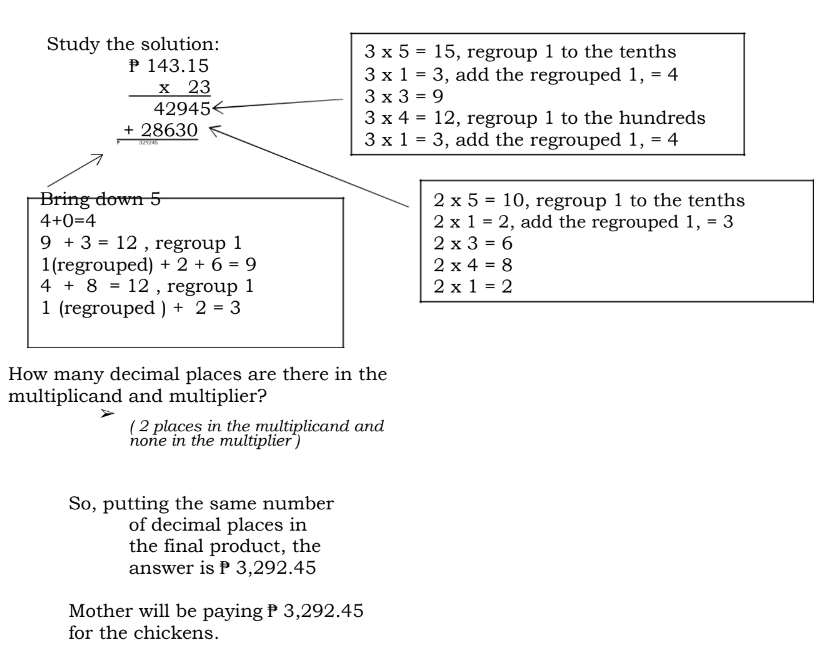 Study the solution:
₱ 143.15
x 23
42945
+ 28630
₱ 329245
3 x 5 = 15, regroup 1 to the tenths
3 x 1 = 3, add the regrouped 1, = 4
3 x 3 = 9
3 x 4 = 12, regroup 1 to the hundreds
3 x 1 = 3, add the regrouped 1, = 4
2 x 5 = 10, regroup 1 to the tenths
2 x 1 = 2, add the regrouped 1, = 3
2 x 3 = 6
2 x 4 = 8
2 x 1 = 2
Bring down 5
4+0=4
9 + 3 = 12 , regroup 1
1(regrouped) + 2 + 6 = 9
4 + 8 = 12 , regroup 1
1 (regrouped ) + 2 = 3
How many decimal places are there in the
multiplicand and multiplier?
➢
( 2 places in the multiplicand and
none in the multiplier )
So, putting the same number
of decimal places in
the final product, the
answer is ₱ 3,292.45
Mother will be paying ₱ 3,292.45
for the chickens.